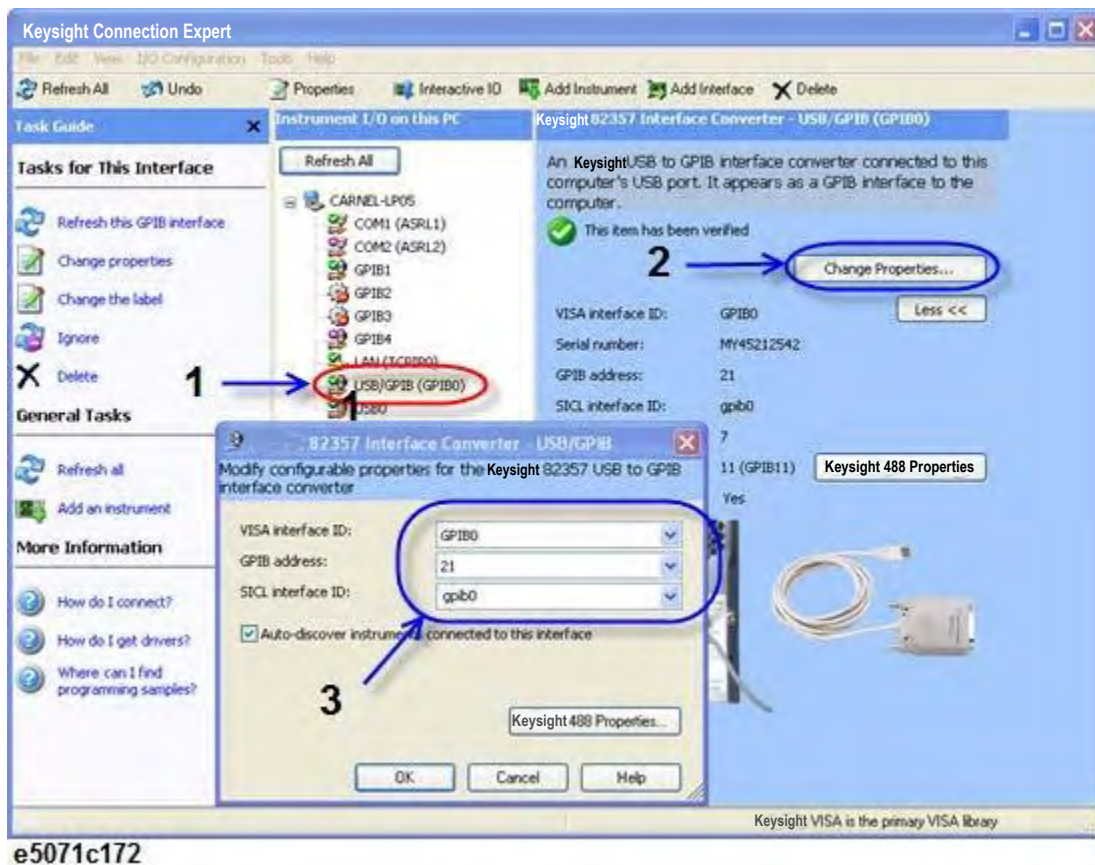 Keysight Connection Expert
File Edit View I/O Configuration Tools Help
Refresh All Undo Properties Interactive IO Add Instrument Add Interface Delete
Task Guide
Tasks for This Interface
Refresh this GPIB interface
Change properties
Change the label
Ignore
Delete
General Tasks
Refresh all
Add an instrument
More Information
How do I connect?
How do I get drivers?
Where can I find
programming samples?
Instrument I/O on this PC
Refresh All
CARNEL-LP05
COM1 (ASRL1)
COM2 (ASRL2)
GPIB1
GPIB2
GPIB3
GPIB4
LAN (TCPIP0)
1
USB/GPIB (GPIB0)
1
USB0
Keysight 82357 Interface Converter - USB/GPIB (GPIB0)
An Keysight USB to GPIB interface converter connected to this
computer's USB port. It appears as a GPIB interface to the
computer.
This item has been verified
2
Change Properties...
Less <<
VISA interface ID: GPIB0
Serial number: MY45212542
GPIB address: 21
SICL interface ID: gpib0
7
11 (GPIB11) Keysight 488 Properties
Yes
82357 Interface Converter - USB/GPIB
Modify configurable properties for the Keysight 82357 USB to GPIB
interface converter
VISA interface ID: GPIB0
GPIB address: 21
SICL interface ID: gpib0
Auto-discover instruments connected to this interface
3
Keysight 488 Properties...
OK Cancel Help
Keysight VISA is the primary VISA library
e5071c172